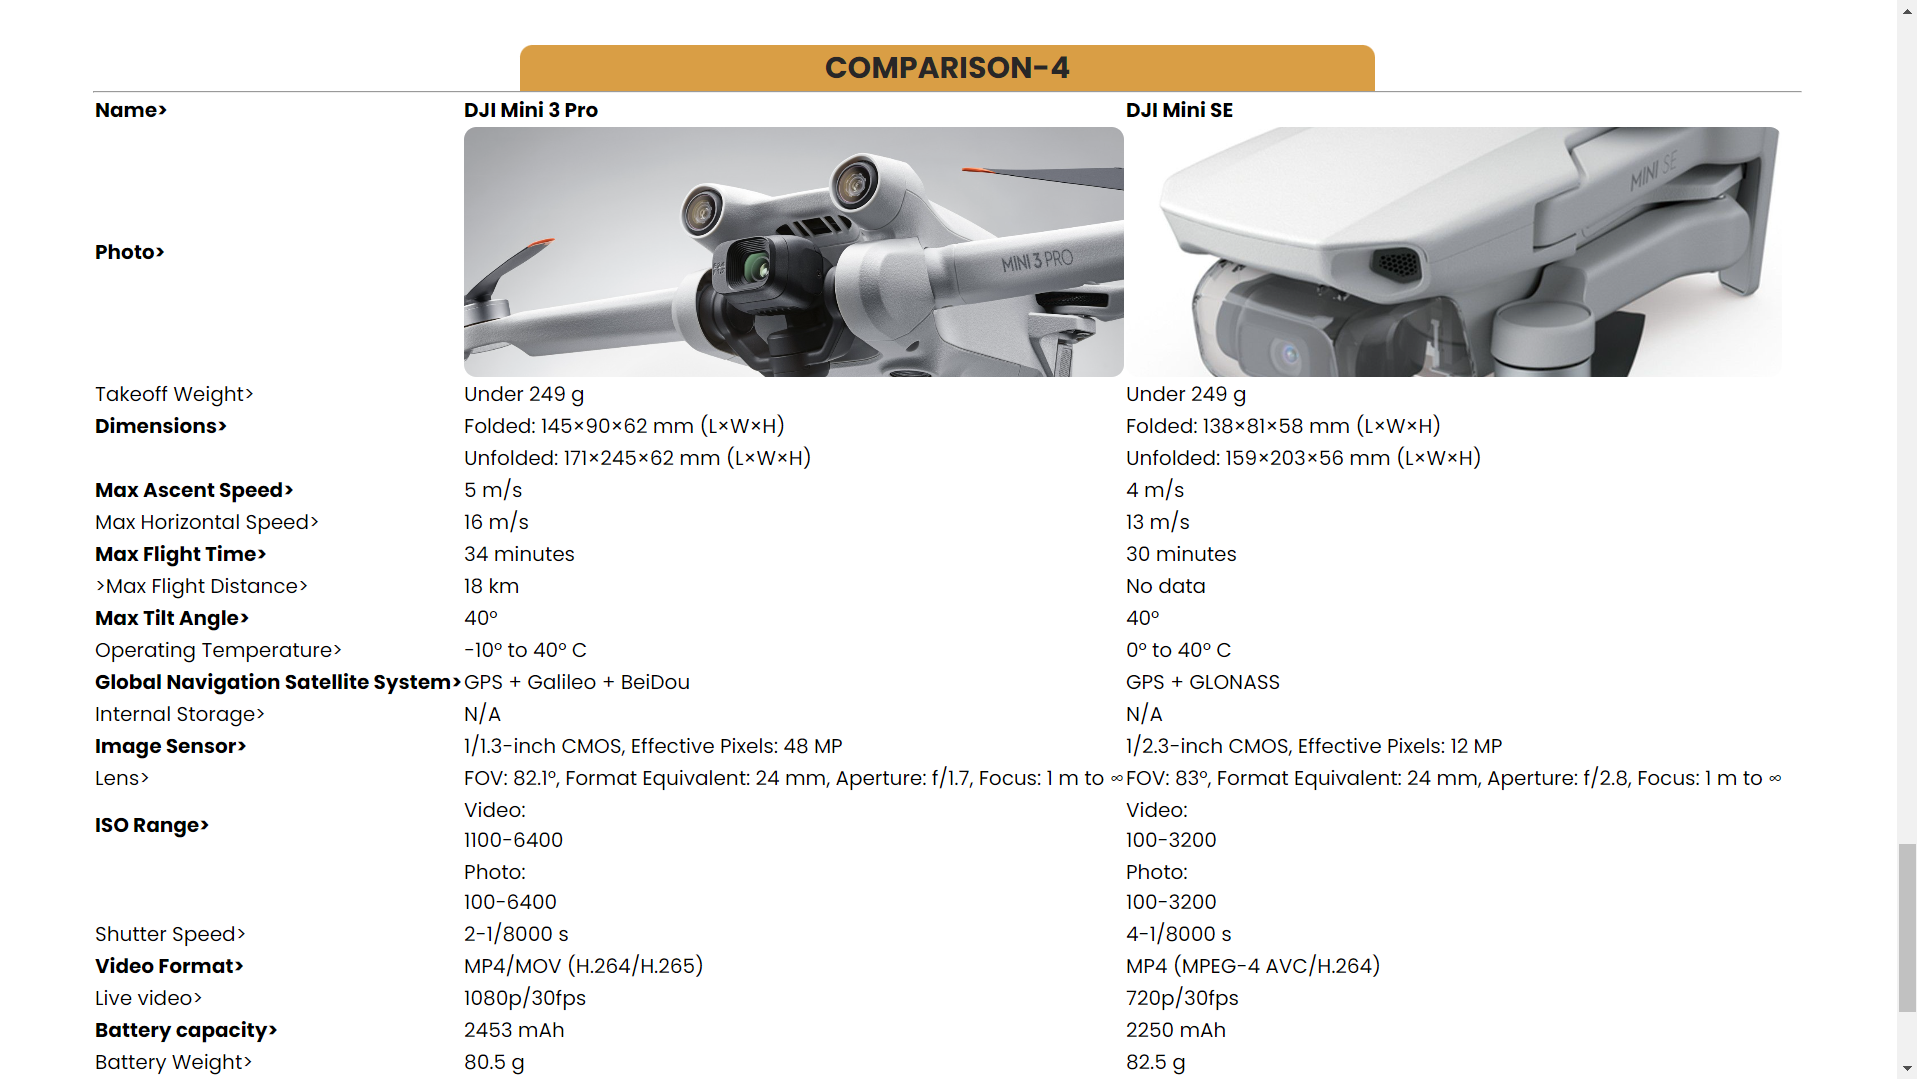 COMPARISON-4
Name> DJI Mini 3 Pro DJI Mini SE
MINI 3 PRO MINI SE
Photo>
Takeoff Weight> Under 249 g Under 249 g
Dimensions> Folded: 145×90×62 mm (L×W×H) Folded: 138×81×58 mm (L×W×H)
Unfolded: 171×245×62 mm (L×W×H) Unfolded: 159×203×56 mm (L×W×H)
Max Ascent Speed> 5 m/s 4 m/s
Max Horizontal Speed> 16 m/s 13 m/s
Max Flight Time> 34 minutes 30 minutes
>Max Flight Distance> 18 km No data
Max Tilt Angle> 40° 40°
Operating Temperature> -10° to 40° C 0° to 40° C
Global Navigation Satellite System> GPS + Galileo + BeiDou GPS + GLONASS
Internal Storage> N/A N/A
Image Sensor> 1/1.3-inch CMOS, Effective Pixels: 48 MP 1/2.3-inch CMOS, Effective Pixels: 12 MP
Lens> FOV: 82.1°, Format Equivalent: 24 mm, Aperture: f/1.7, Focus: 1 m to ∞ FOV: 83°, Format Equivalent: 24 mm, Aperture: f/2.8, Focus: 1 m to ∞
Video: Video:
ISO Range>
1100-6400 100-3200
Photo: Photo:
100-6400 100-3200
Shutter Speed> 2-1/8000 s 4-1/8000 s
Video Format> MP4/MOV (H.264/H.265) MP4 (MPEG-4 AVC/H.264)
Live video> 1080p/30fps 720p/30fps
Battery capacity> 2453 mAh 2250 mAh
Battery Weight> 80.5 g 82.5 g